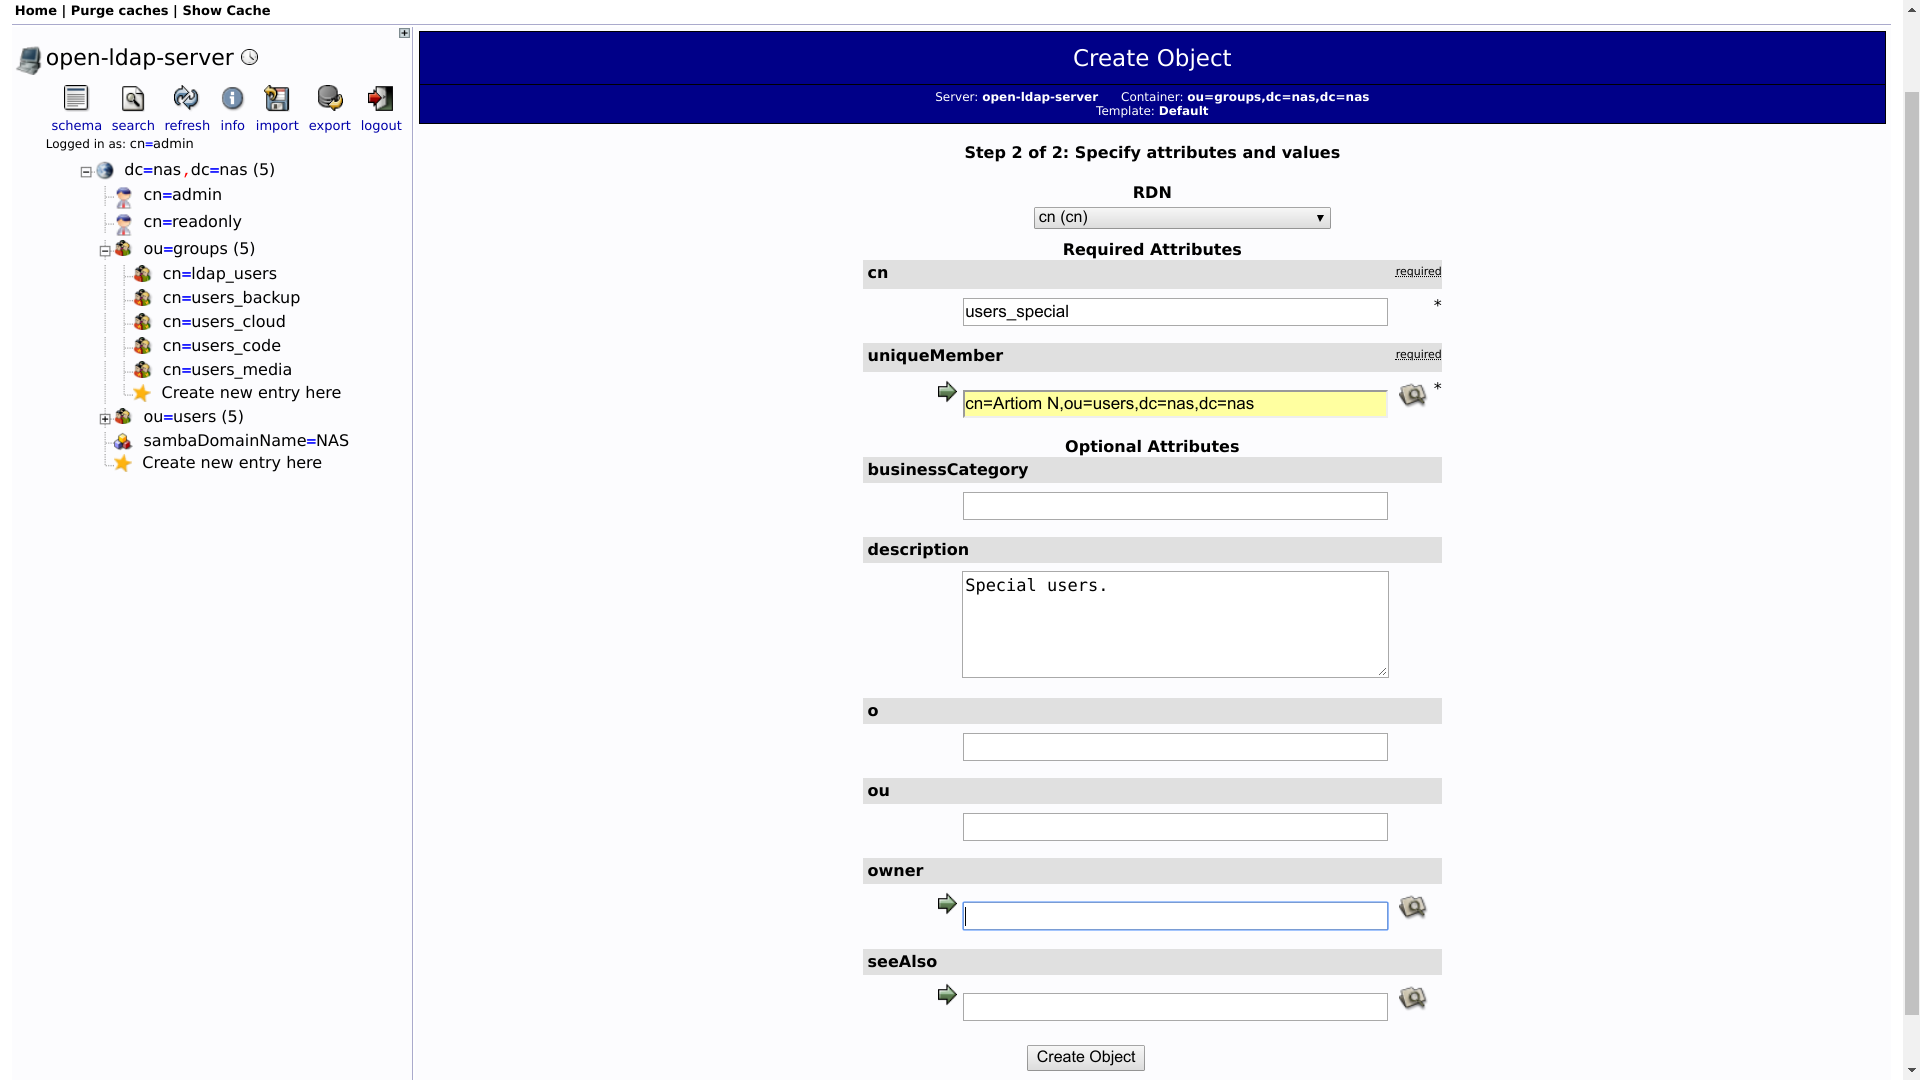 Home | Purge caches | Show Cache
open-ldap-server
schema search refresh info import export logout
Logged in as: cn=admin
dc=nas,dc=nas (5)
cn=admin
cn=readonly
ou=groups (5)
cn=ldap_users
cn=users_backup
cn=users_cloud
cn=users_code
cn=users_media
Create new entry here
ou=users (5)
sambaDomainName=NAS
Create new entry here
Create Object
Server: open-ldap-server Container: ou=groups,dc=nas,dc=nas
Template: Default
Step 2 of 2: Specify attributes and values
RDN
cn (cn)
Required Attributes
cn required
users_special *
uniqueMember required
cn=Artiom N,ou=users,dc=nas,dc=nas *
Optional Attributes
businessCategory
description
Special users.
o
ou
owner
seeAlso
Create Object